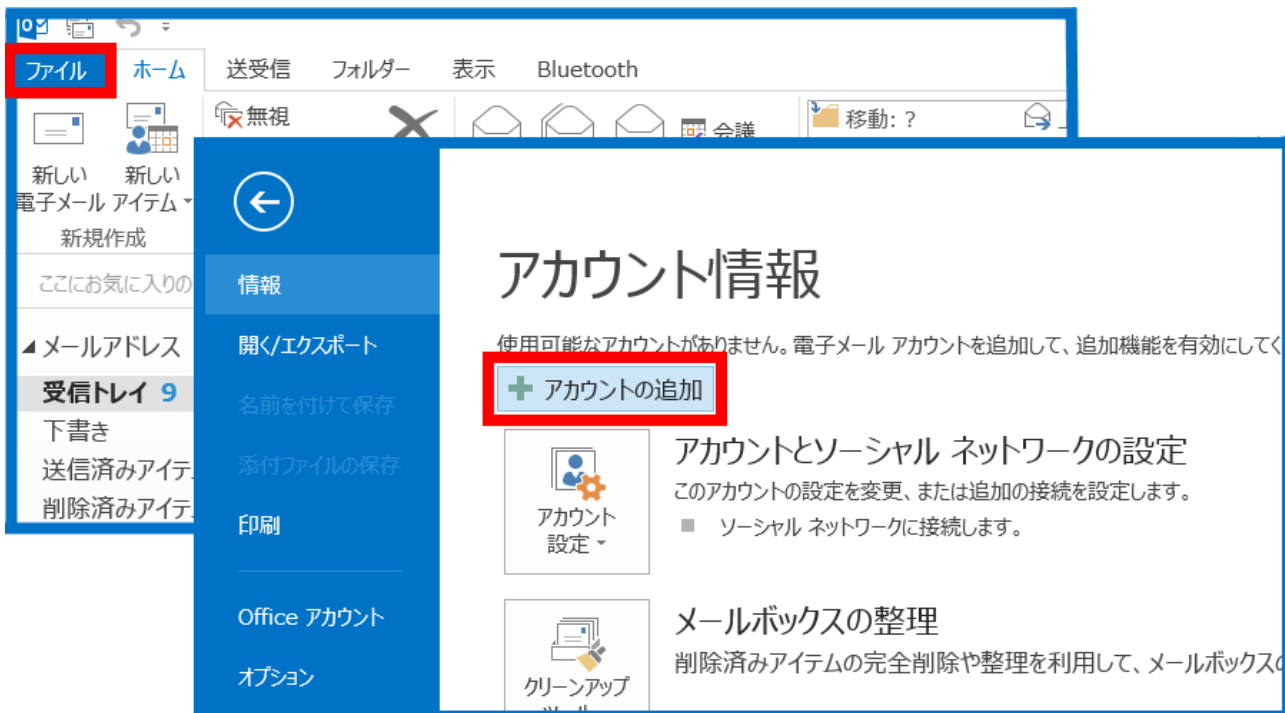 ファイル ホーム 送受信 フォルダー 表示 Bluetooth
無視
会議
移動: ?
新しい
電子メール
新しい
アイテム
新規作成
ここにお気に入りの
メールアドレス
受信トレイ 9
下書き
送信済みアイテ
削除済みアイテ
情報
開く/エクスポート
名前を付けて保存
添付ファイルの保存
印刷
Office アカウント
オプション
アカウント情報
使用可能なアカウントがありません。電子メール アカウントを追加して、追加機能を有効にしてく
アカウントの追加
アカウント
設定
アカウントとソーシャル ネットワークの設定
このアカウントの設定を変更、または追加の接続を設定します。
ソーシャル ネットワークに接続します。
クリーンアップ
メールボックスの整理
削除済みアイテムの完全削除や整理を利用して、メールボックスの